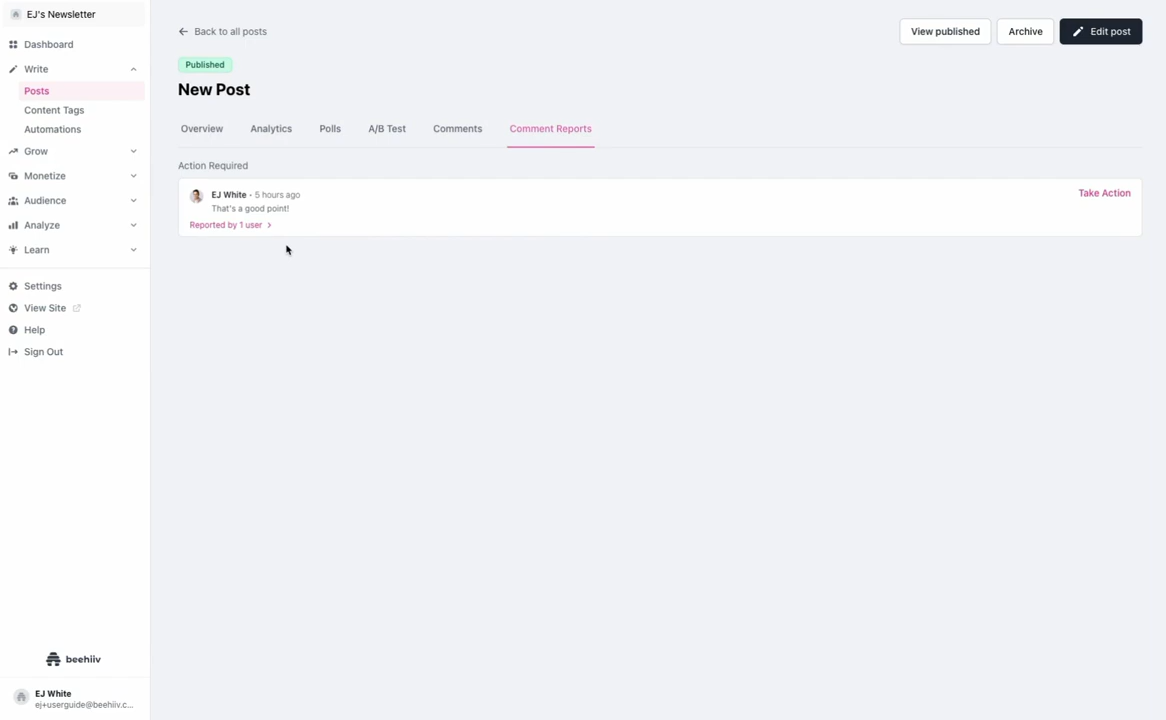 EJ's Newsletter
Dashboard
Write
Posts
Content Tags
Automations
Grow
Monetize
Audience
Analyze
Learn
Settings
View Site
Help
Sign Out
beehiiv
EJ White
ej+userguide@beehiiv.c...
Back to all posts
View published
Archive
Edit post
Published
New Post
Overview Analytics Polls A/B Test Comments Comment Reports
Action Required
EJ White • 5 hours ago
Take Action
That's a good point!
Reported by 1 user